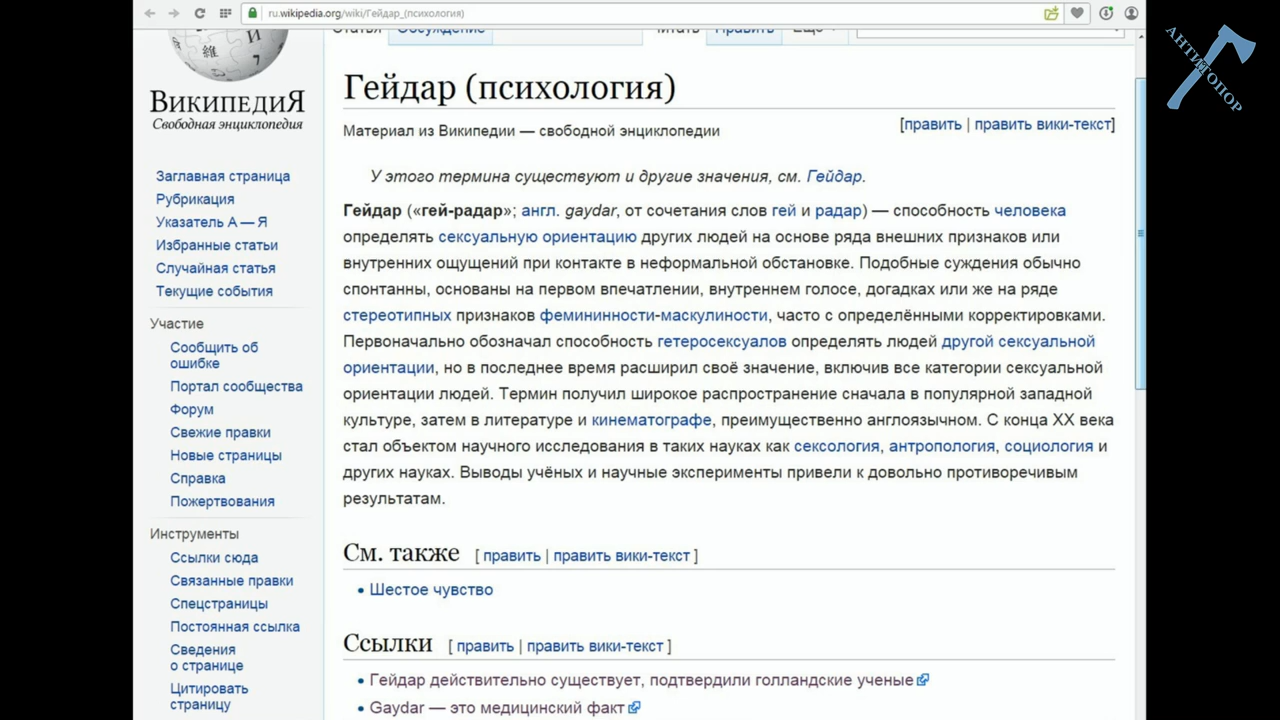 ru.wikipedia.org/wiki/Гейдар_(психология)
Статья Обсуждение Читать Править Ещё
ВикипедиЯ
Свободная энциклопедия
Заглавная страница
Рубрикация
Указатель А — Я
Избранные статьи
Случайная статья
Текущие события
Участие
Сообщить об
ошибке
Портал сообщества
Форум
Свежие правки
Новые страницы
Справка
Пожертвования
Инструменты
Ссылки сюда
Связанные правки
Спецстраницы
Постоянная ссылка
Сведения
о странице
Цитировать
страницу
Гейдар (психология)
[править | править вики-текст]
Материал из Википедии — свободной энциклопедии
У этого термина существуют и другие значения, см. Гейдар.
Гейдар («гей-радар»; англ. gaydar, от сочетания слов гей и радар) — способность человека
определять сексуальную ориентацию других людей на основе ряда внешних признаков или
внутренних ощущений при контакте в неформальной обстановке. Подобные суждения обычно
спонтанны, основаны на первом впечатлении, внутреннем голосе, догадках или же на ряде
стереотипных признаков фемининности-маскулиности, часто с определёнными корректировками.
Первоначально обозначал способность гетеросексуалов определять людей другой сексуальной
ориентации, но в последнее время расширил своё значение, включив все категории сексуальной
ориентации людей. Термин получил широкое распространение сначала в популярной западной
культуре, затем в литературе и кинематографе, преимущественно англоязычном. С конца XX века
стал объектом научного исследования в таких науках как сексология, антропология, социология и
других науках. Выводы учёных и научные эксперименты привели к довольно противоречивым
результатам.
См. также [ править | править вики-текст ]
• Шестое чувство
Ссылки [ править | править вики-текст ]
• Гейдар действительно существует, подтвердили голландские ученые
• Gaydar — это медицинский факт
АНТИТОПОР